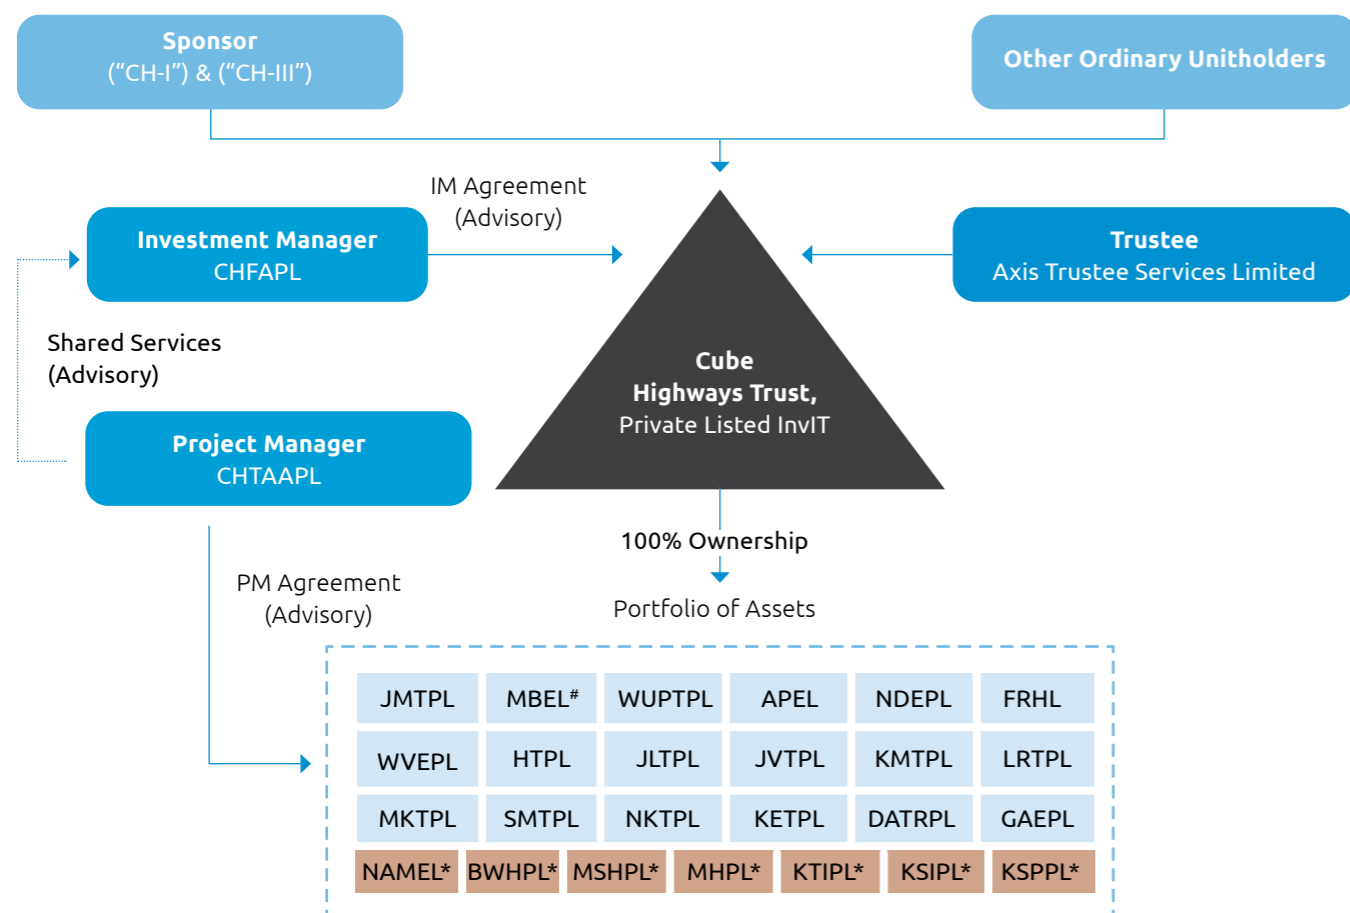 Sponsor
(“CH-I”) & (“CH-III”)
Other Ordinary Unitholders
IM Agreement
(Advisory)
Investment Manager
CHFAPL
Trustee
Axis Trustee Services Limited
Shared Services
(Advisory)
Cube
Highways Trust,
Private Listed InvIT
Project Manager
CHTAAPL
100% Ownership
PM Agreement
(Advisory)
Portfolio of Assets
JMTPL MBEL# WUPTPL APEL NDEPL FRHL
WVEPL HTPL JLTPL JVTPL KMTPL LRTPL
MKTPL SMTPL NKTPL KETPL DATRPL GAEPL
NAMEL* BWHPL* MSHPL* MHPL* KTIPL* KSIPL* KSPPL*